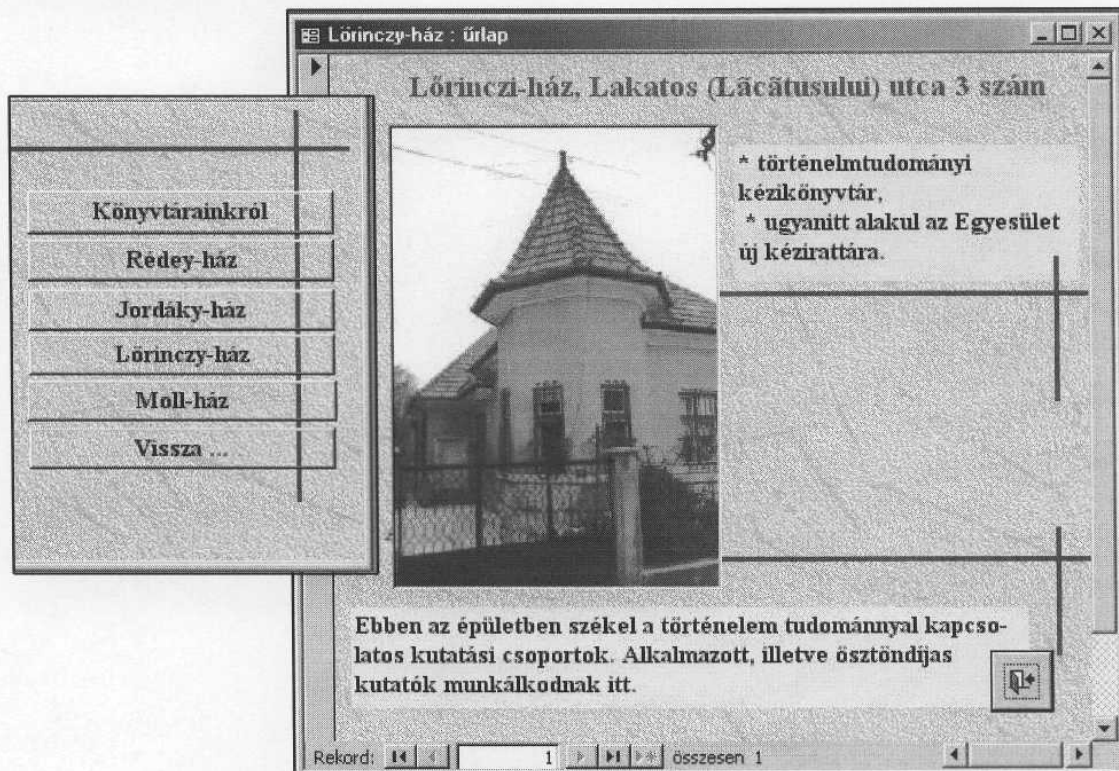 Lőrinczy-ház : űrlap
Lőrinczi-ház, Lakatos (Lãcãtusului) utca 3 szám
Könyvtárainkról
Rédey-ház
Jordáky-ház
Lőrinczy-ház
Moll-ház
Vissza ...
* történelmtudományi
kézikönyvtár,
* ugyanitt alakul az Egyesület
új kézirattára.
Ebben az épületben székel a történelem tudománnyal kapcso-
latos kutatási csoportok. Alkalmazott, illetve ösztöndíjas
kutatók munkálkodnak itt.
Rekord: 1 összesen 1